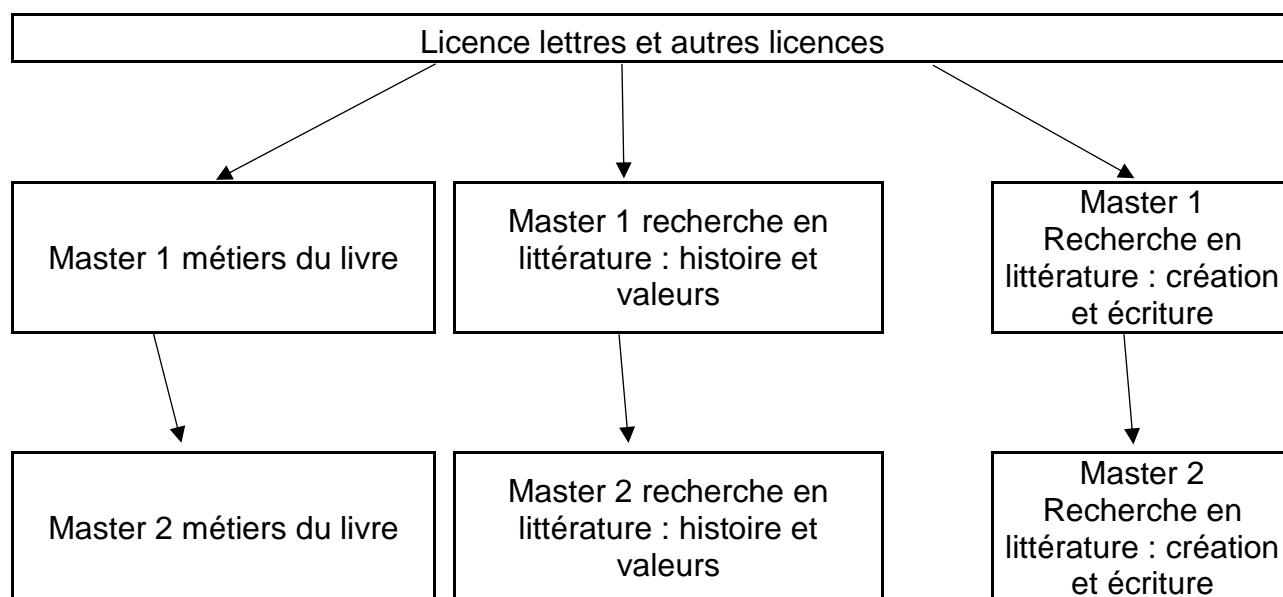 Licence lettres et autres licences
Master 1 métiers du livre
Master 1 recherche en
littérature : histoire et
valeurs
Master 1
Recherche en
littérature : création
et écriture
Master 2 métiers du livre
Master 2 recherche en
littérature : histoire et
valeurs
Master 2
Recherche en
littérature : création
et écriture